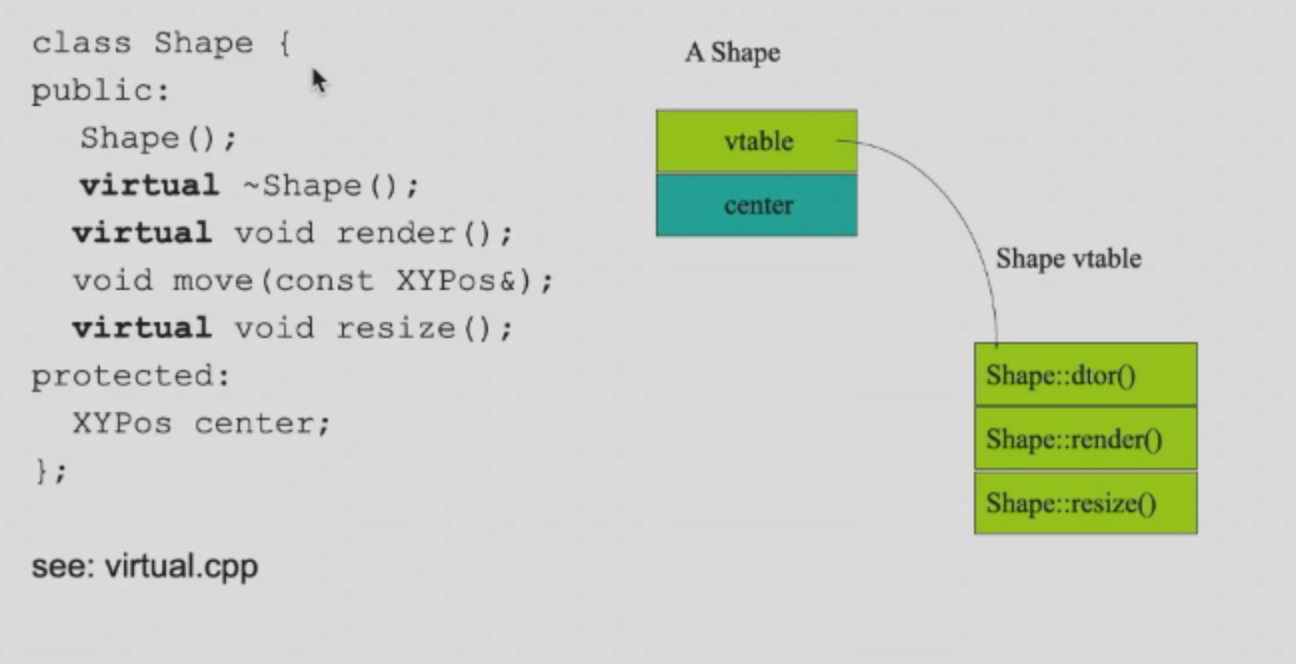 class Shape {
public:
Shape();
virtual ~Shape();
virtual void render();
void move(const XYPos&);
virtual void resize();
protected:
XYPos center;
};
see: virtual.cpp
A Shape
vtable
center
Shape vtable
Shape::dtor()
Shape::render()
Shape::resize()